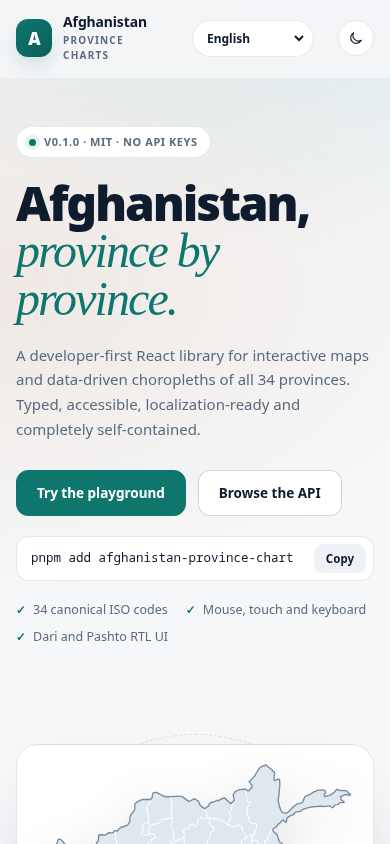 A
Afghanistan
PROVINCE
CHARTS
English
V0.1.0 · MIT · NO API KEYS
Afghanistan,
province by
province.
A developer-first React library for interactive maps
and data-driven choropleths of all 34 provinces.
Typed, accessible, localization-ready and
completely self-contained.
Try the playground
Browse the API
pnpm add afghanistan-province-chart
Copy
✓ 34 canonical ISO codes
✓ Mouse, touch and keyboard
✓ Dari and Pashto RTL UI